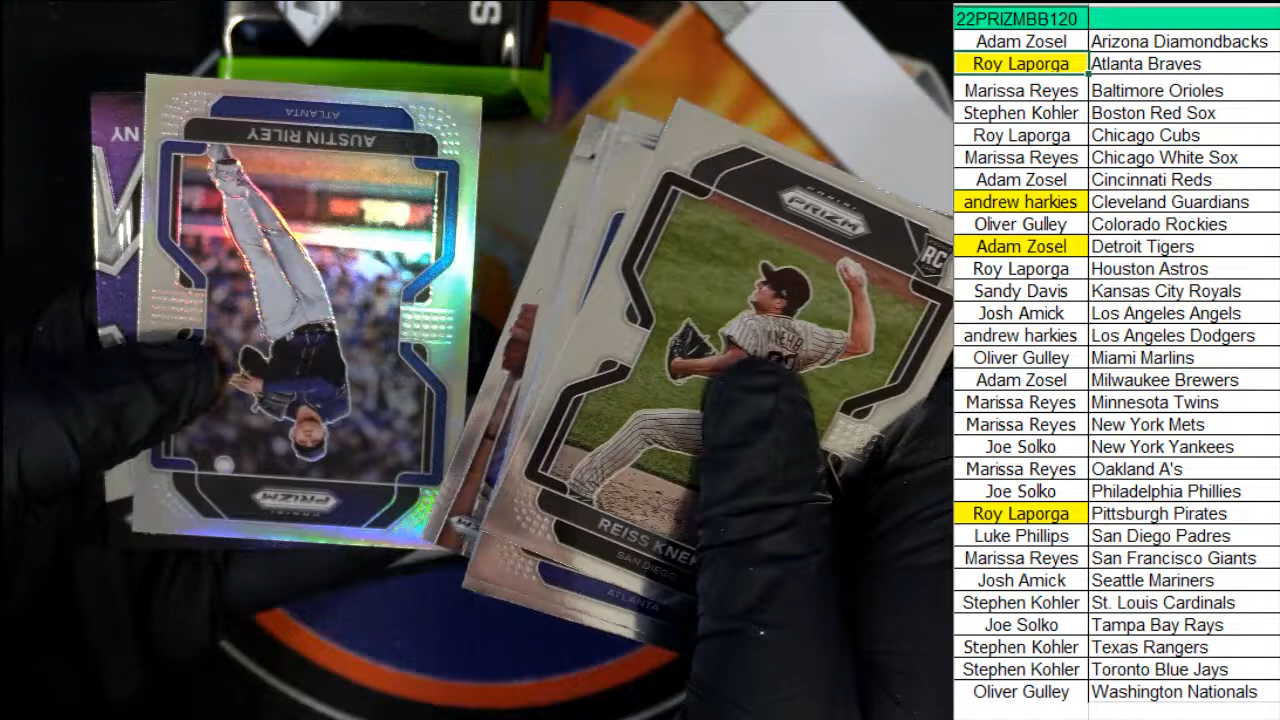 S
NY
ATLANTA
AUSTIN RILEY
PANINI
PRIZM
PANINI
PRIZM
RC
REISS KNEH
SAN DIEGO
ATLANTA
22PRIZMBB120
Adam Zosel Arizona Diamondbacks
Roy Laporga Atlanta Braves
Marissa Reyes Baltimore Orioles
Stephen Kohler Boston Red Sox
Roy Laporga Chicago Cubs
Marissa Reyes Chicago White Sox
Adam Zosel Cincinnati Reds
andrew harkies Cleveland Guardians
Oliver Gulley Colorado Rockies
Adam Zosel Detroit Tigers
Roy Laporga Houston Astros
Sandy Davis Kansas City Royals
Josh Amick Los Angeles Angels
andrew harkies Los Angeles Dodgers
Oliver Gulley Miami Marlins
Adam Zosel Milwaukee Brewers
Marissa Reyes Minnesota Twins
Marissa Reyes New York Mets
Joe Solko New York Yankees
Marissa Reyes Oakland A's
Joe Solko Philadelphia Phillies
Roy Laporga Pittsburgh Pirates
Luke Phillips San Diego Padres
Marissa Reyes San Francisco Giants
Josh Amick Seattle Mariners
Stephen Kohler St. Louis Cardinals
Joe Solko Tampa Bay Rays
Stephen Kohler Texas Rangers
Stephen Kohler Toronto Blue Jays
Oliver Gulley Washington Nationals